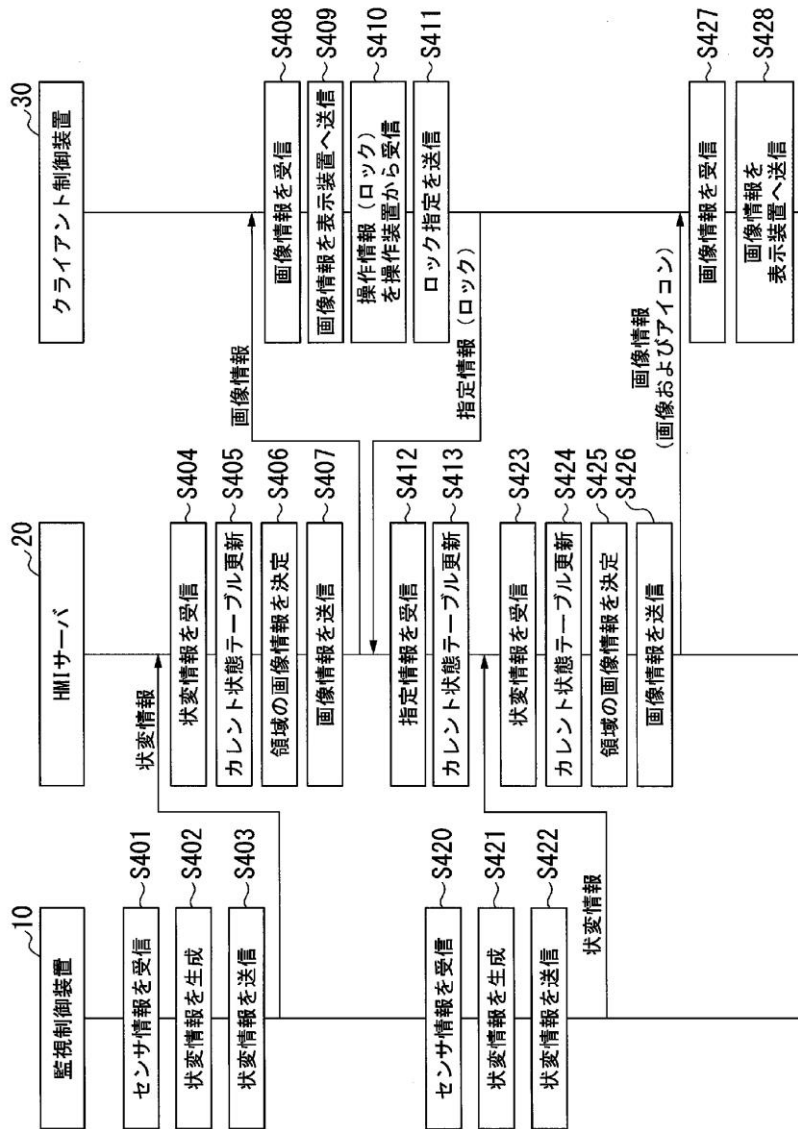 10
監視制御装置
センサ情報を受信
S401
状変情報を生成
S402
状変情報を送信
S403
状変情報
センサ情報を受信
S420
状変情報を生成
S421
状変情報を送信
S422
状変情報
20
HMIサーバ
状変情報を受信
S404
カレント状態テーブル更新
S405
領域の画像情報を決定
S406
画像情報を送信
S407
画像情報
指定情報を受信
S412
カレント状態テーブル更新
S413
状変情報を受信
S423
カレント状態テーブル更新
S424
領域の画像情報を決定
S425
画像情報を送信
S426
画像情報
(画像およびアイコン)
30
クライアント制御装置
画像情報を受信
S408
画像情報を表示装置へ送信
S409
操作情報(ロック)
を操作装置から受信
S410
ロック指定を送信
S411
指定情報(ロック)
画像情報を受信
S427
画像情報を
表示装置へ送信
S428